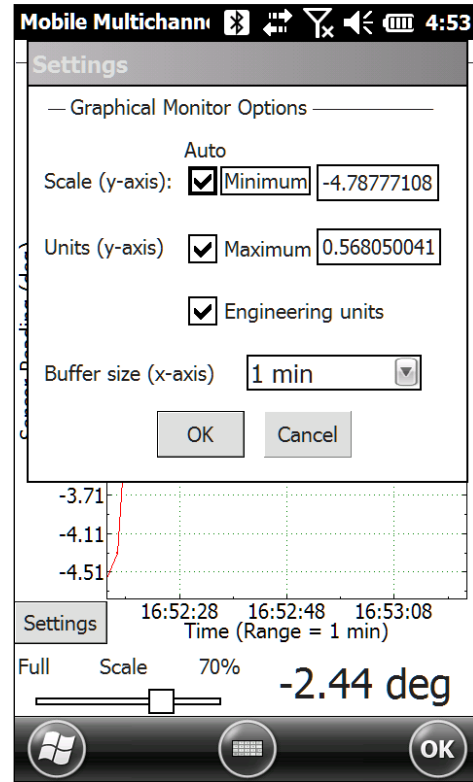 Mobile Multichann 4:53
Settings
Graphical Monitor Options
Auto
Scale (y-axis): Minimum -4.78777108
Units (y-axis) Maximum 0.568050041
Engineering units
Buffer size (x-axis) 1 min
OK Cancel
-3.71
-4.11
-4.51
16:52:28 16:52:48 16:53:08
Settings Time (Range = 1 min)
Full Scale 70%
-2.44 deg
OK